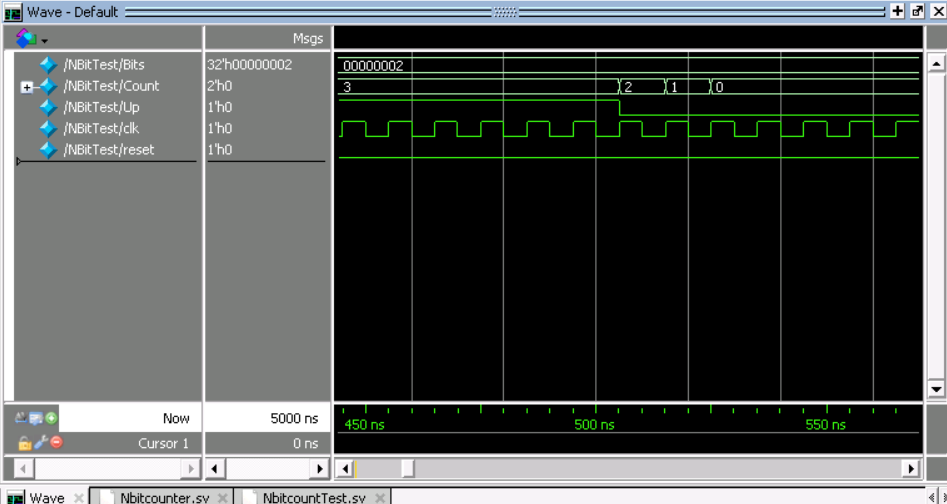 Wave - Default
Msgs
/NBitTest/Bits 32'h00000002 00000002
/NBitTest/Count 2'h0 3 2 1 0
/NBitTest/Up 1'h0
/NBitTest/clk 1'h0
/NBitTest/reset 1'h0
Now 5000 ns 450 ns 500 ns 550 ns
Cursor 1 0 ns
Wave Nbitcounter.sv NbitcountTest.sv